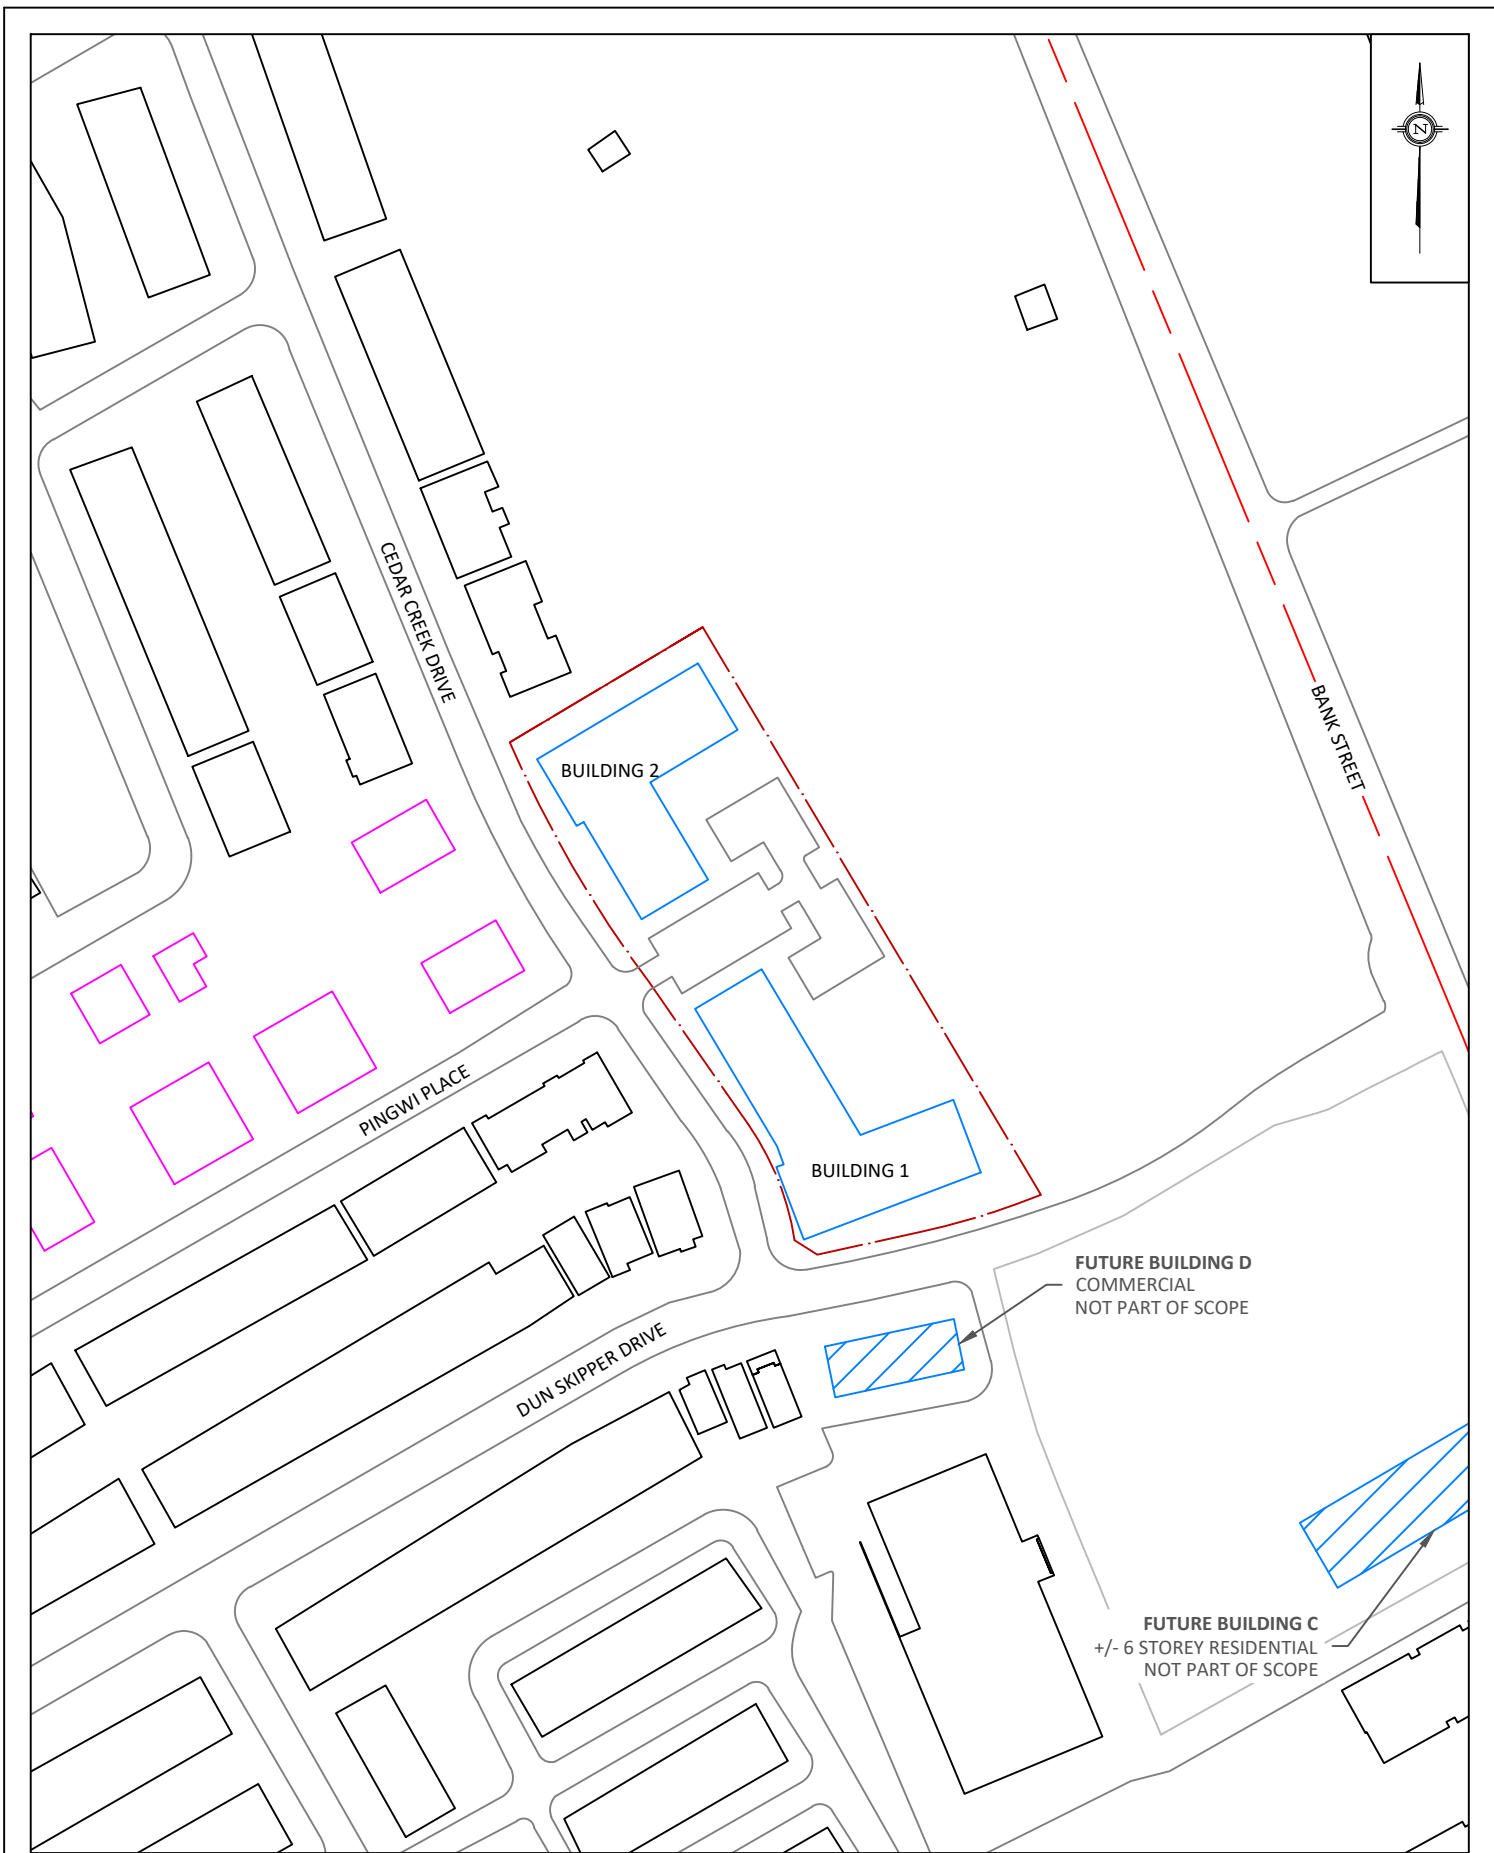 N
CEDAR CREEK DRIVE
BANK STREET
BUILDING 2
PINGWI PLACE
BUILDING 1
FUTURE BUILDING D
COMMERCIAL
NOT PART OF SCOPE
DUN SKIPPER DRIVE
FUTURE BUILDING C
+/- 6 STOREY RESIDENTIAL
NOT PART OF SCOPE